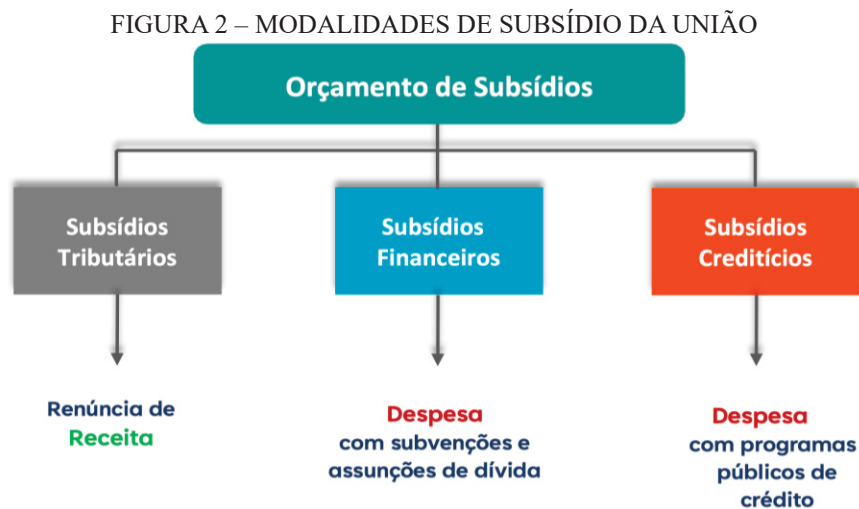 FIGURA 2 – MODALIDADES DE SUBSÍDIO DA UNIÃO
Orçamento de Subsídios
Subsídios
Tributários
Subsídios
Financeiros
Subsídios
Creditícios
Renúncia de
Receita
Despesa
com subvenções e
assunções de dívida
Despesa
com programas
públicos de
crédito